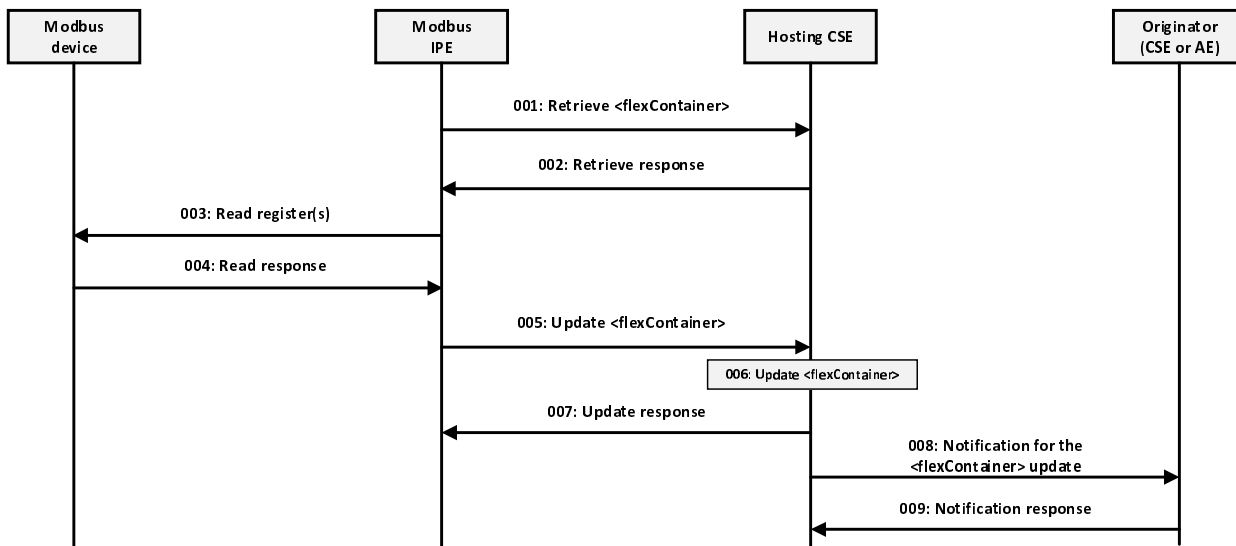 Modbus
device
Modbus
IPE
Hosting CSE
Originator
(CSE or AE)
001: Retrieve <flexContainer>
002: Retrieve response
003: Read register(s)
004: Read response
005: Update <flexContainer>
006: Update <flexContainer>
007: Update response
008: Notification for the
<flexContainer> update
009: Notification response